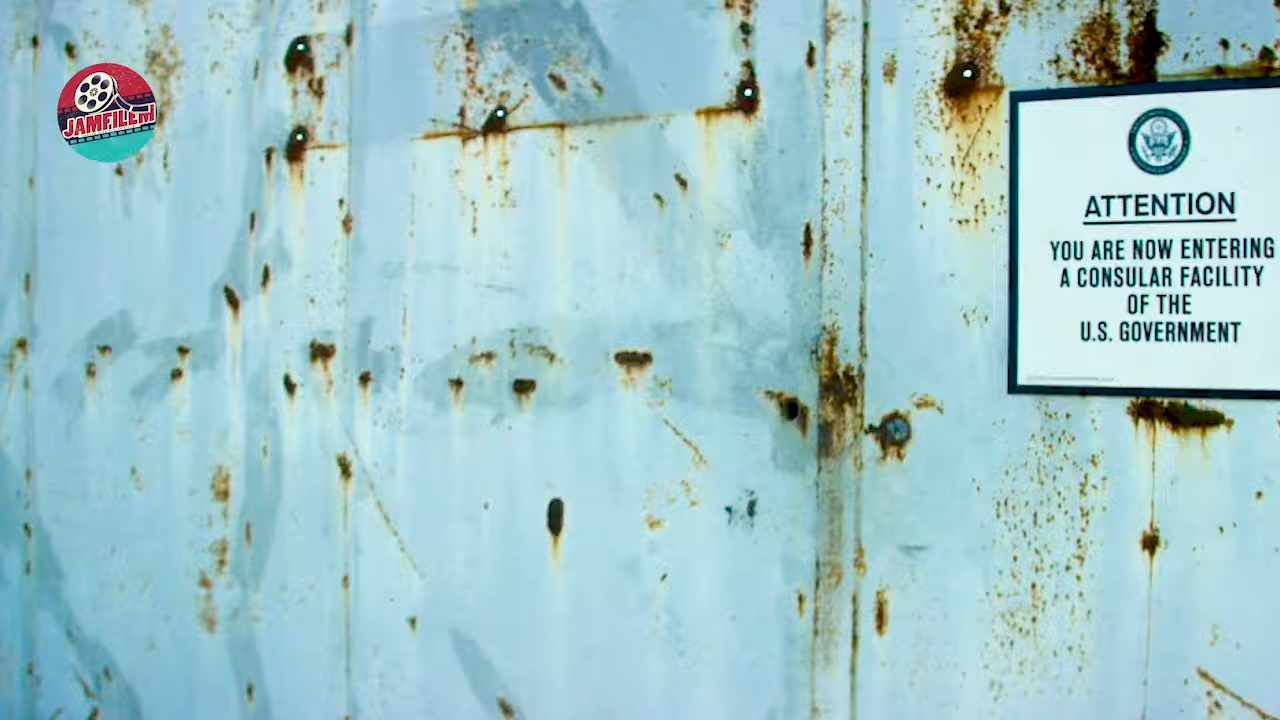 JAMFILEM
ATTENTION
YOU ARE NOW ENTERING
A CONSULAR FACILITY
OF THE
U.S. GOVERNMENT